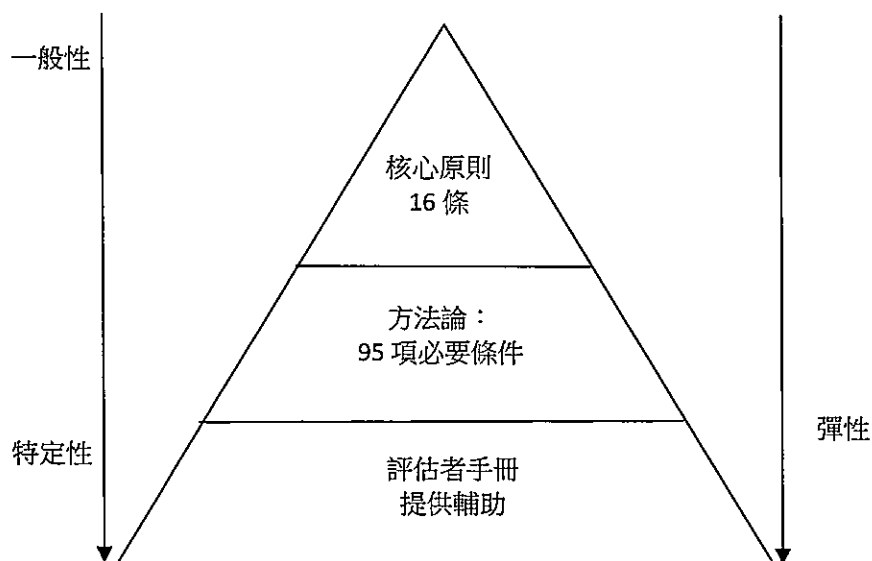 一般性
核心原則
16 條
方法論：
95 項必要條件
特定性
彈性
評估者手冊
提供輔助